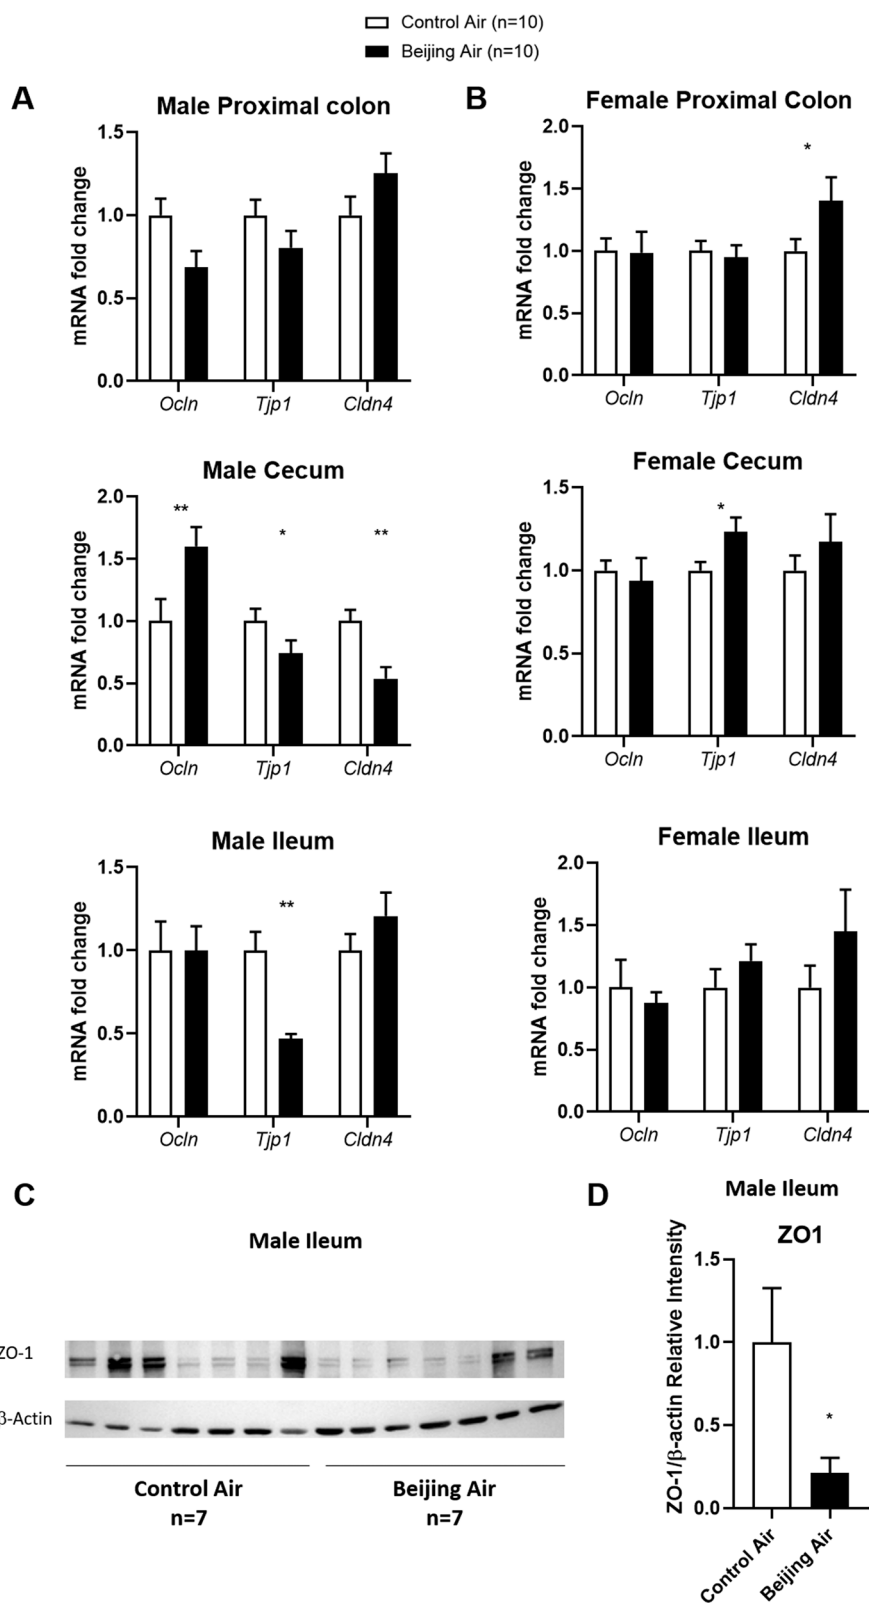 Control Air (n=10)
Beijing Air (n=10)
A
Male Proximal colon
mRNA fold change
1.5
1.0
0.5
0.0
Ocln Tjp1 Cldn4
B
Female Proximal Colon
mRNA fold change
2.0
1.5
1.0
0.5
0.0
*
Ocln Tjp1 Cldn4
Male Cecum
mRNA fold change
2.0
1.5
1.0
0.5
0.0
** * **
Ocln Tjp1 Cldn4
Female Cecum
mRNA fold change
1.5
1.0
0.5
0.0
*
Ocln Tjp1 Cldn4
Male Ileum
mRNA fold change
1.5
1.0
0.5
0.0
**
Ocln Tjp1 Cldn4
Female Ileum
mRNA fold change
2.0
1.5
1.0
0.5
0.0
Ocln Tjp1 Cldn4
C
Male Ileum
ZO-1
β-Actin
Control Air
n=7
Beijing Air
n=7
D
Male Ileum
ZO1
ZO-1/β-actin Relative Intensity
1.5
1.0
0.5
0.0
*
Control Air
Beijing Air